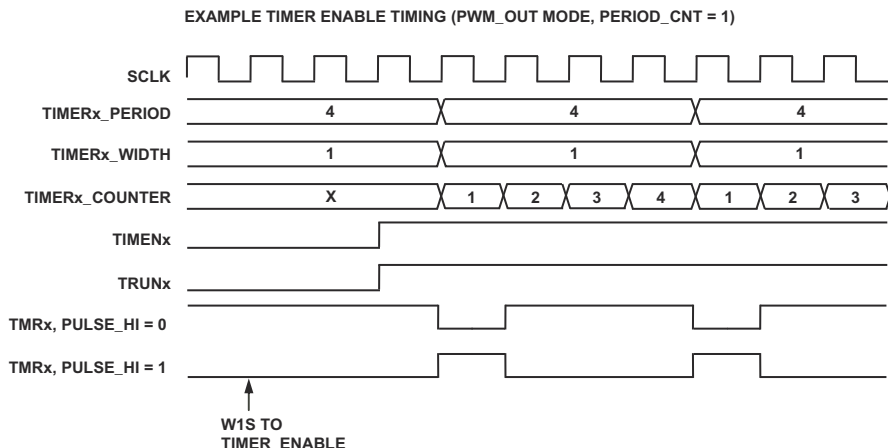 EXAMPLE TIMER ENABLE TIMING (PWM_OUT MODE, PERIOD_CNT = 1)
SCLK
TIMERx_PERIOD 4 4 4
TIMERx_WIDTH 1 1 1
TIMERx_COUNTER X 1 2 3 4 1 2 3
TIMENx
TRUNx
TMRx, PULSE_HI = 0
TMRx, PULSE_HI = 1
W1S TO
TIMER_ENABLE